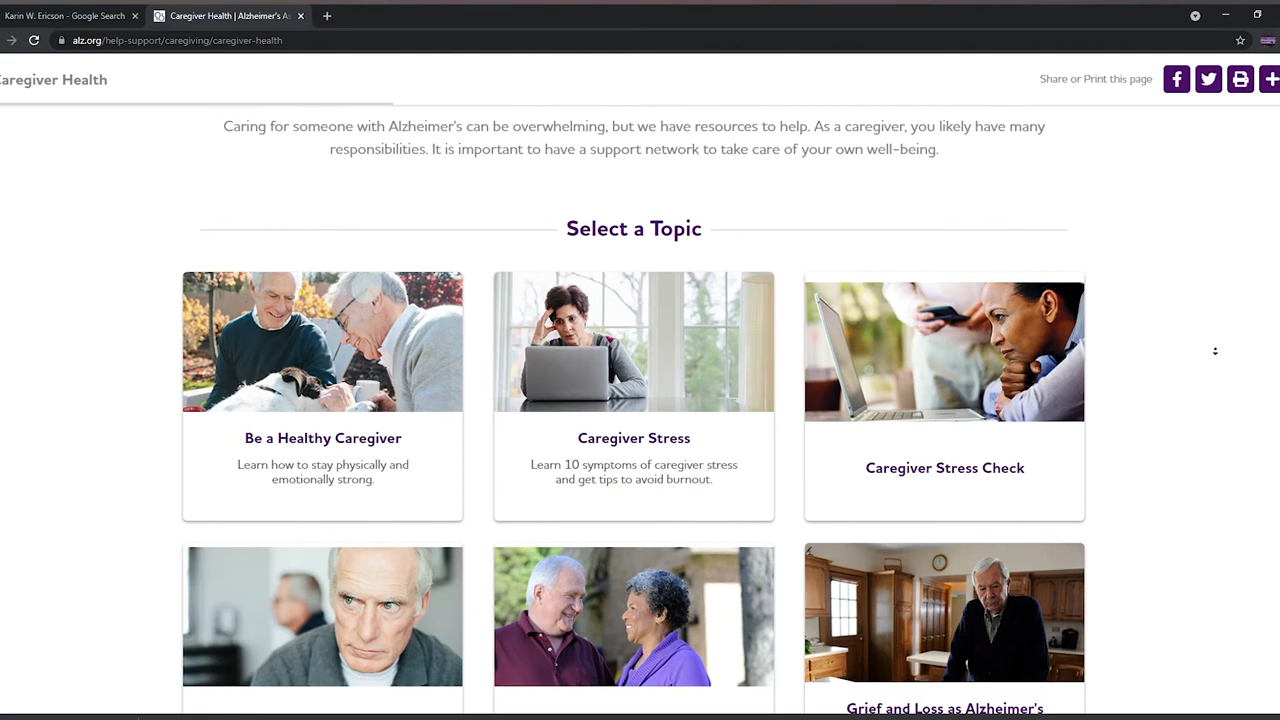 Karin W. Ericson - Google Search
Caregiver Health | Alzheimer's As
alz.org/help-support/caregiving/caregiver-health
Caregiver Health
Share or Print this page
Caring for someone with Alzheimer's can be overwhelming, but we have resources to help. As a caregiver, you likely have many
responsibilities. It is important to have a support network to take care of your own well-being.
Select a Topic
Be a Healthy Caregiver
Learn how to stay physically and
emotionally strong.
Caregiver Stress
Learn 10 symptoms of caregiver stress
and get tips to avoid burnout.
Caregiver Stress Check
Grief and Loss as Alzheimer's